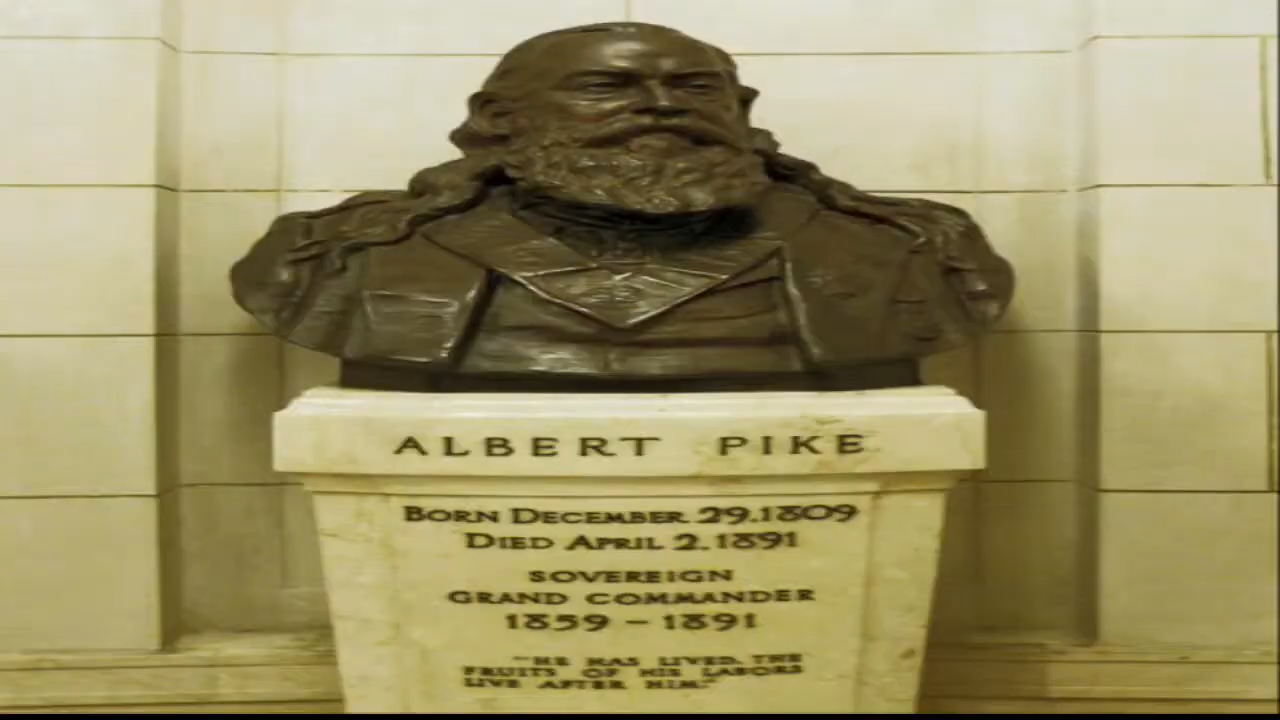 ALBERT PIKE
BORN DECEMBER 29.1809
DIED APRIL 2.1891
SOVEREIGN
GRAND COMMANDER
1859 - 1891
"HE HAS LIVED. THE
FRUITS OF HIS LABORS
LIVE AFTER HIM."